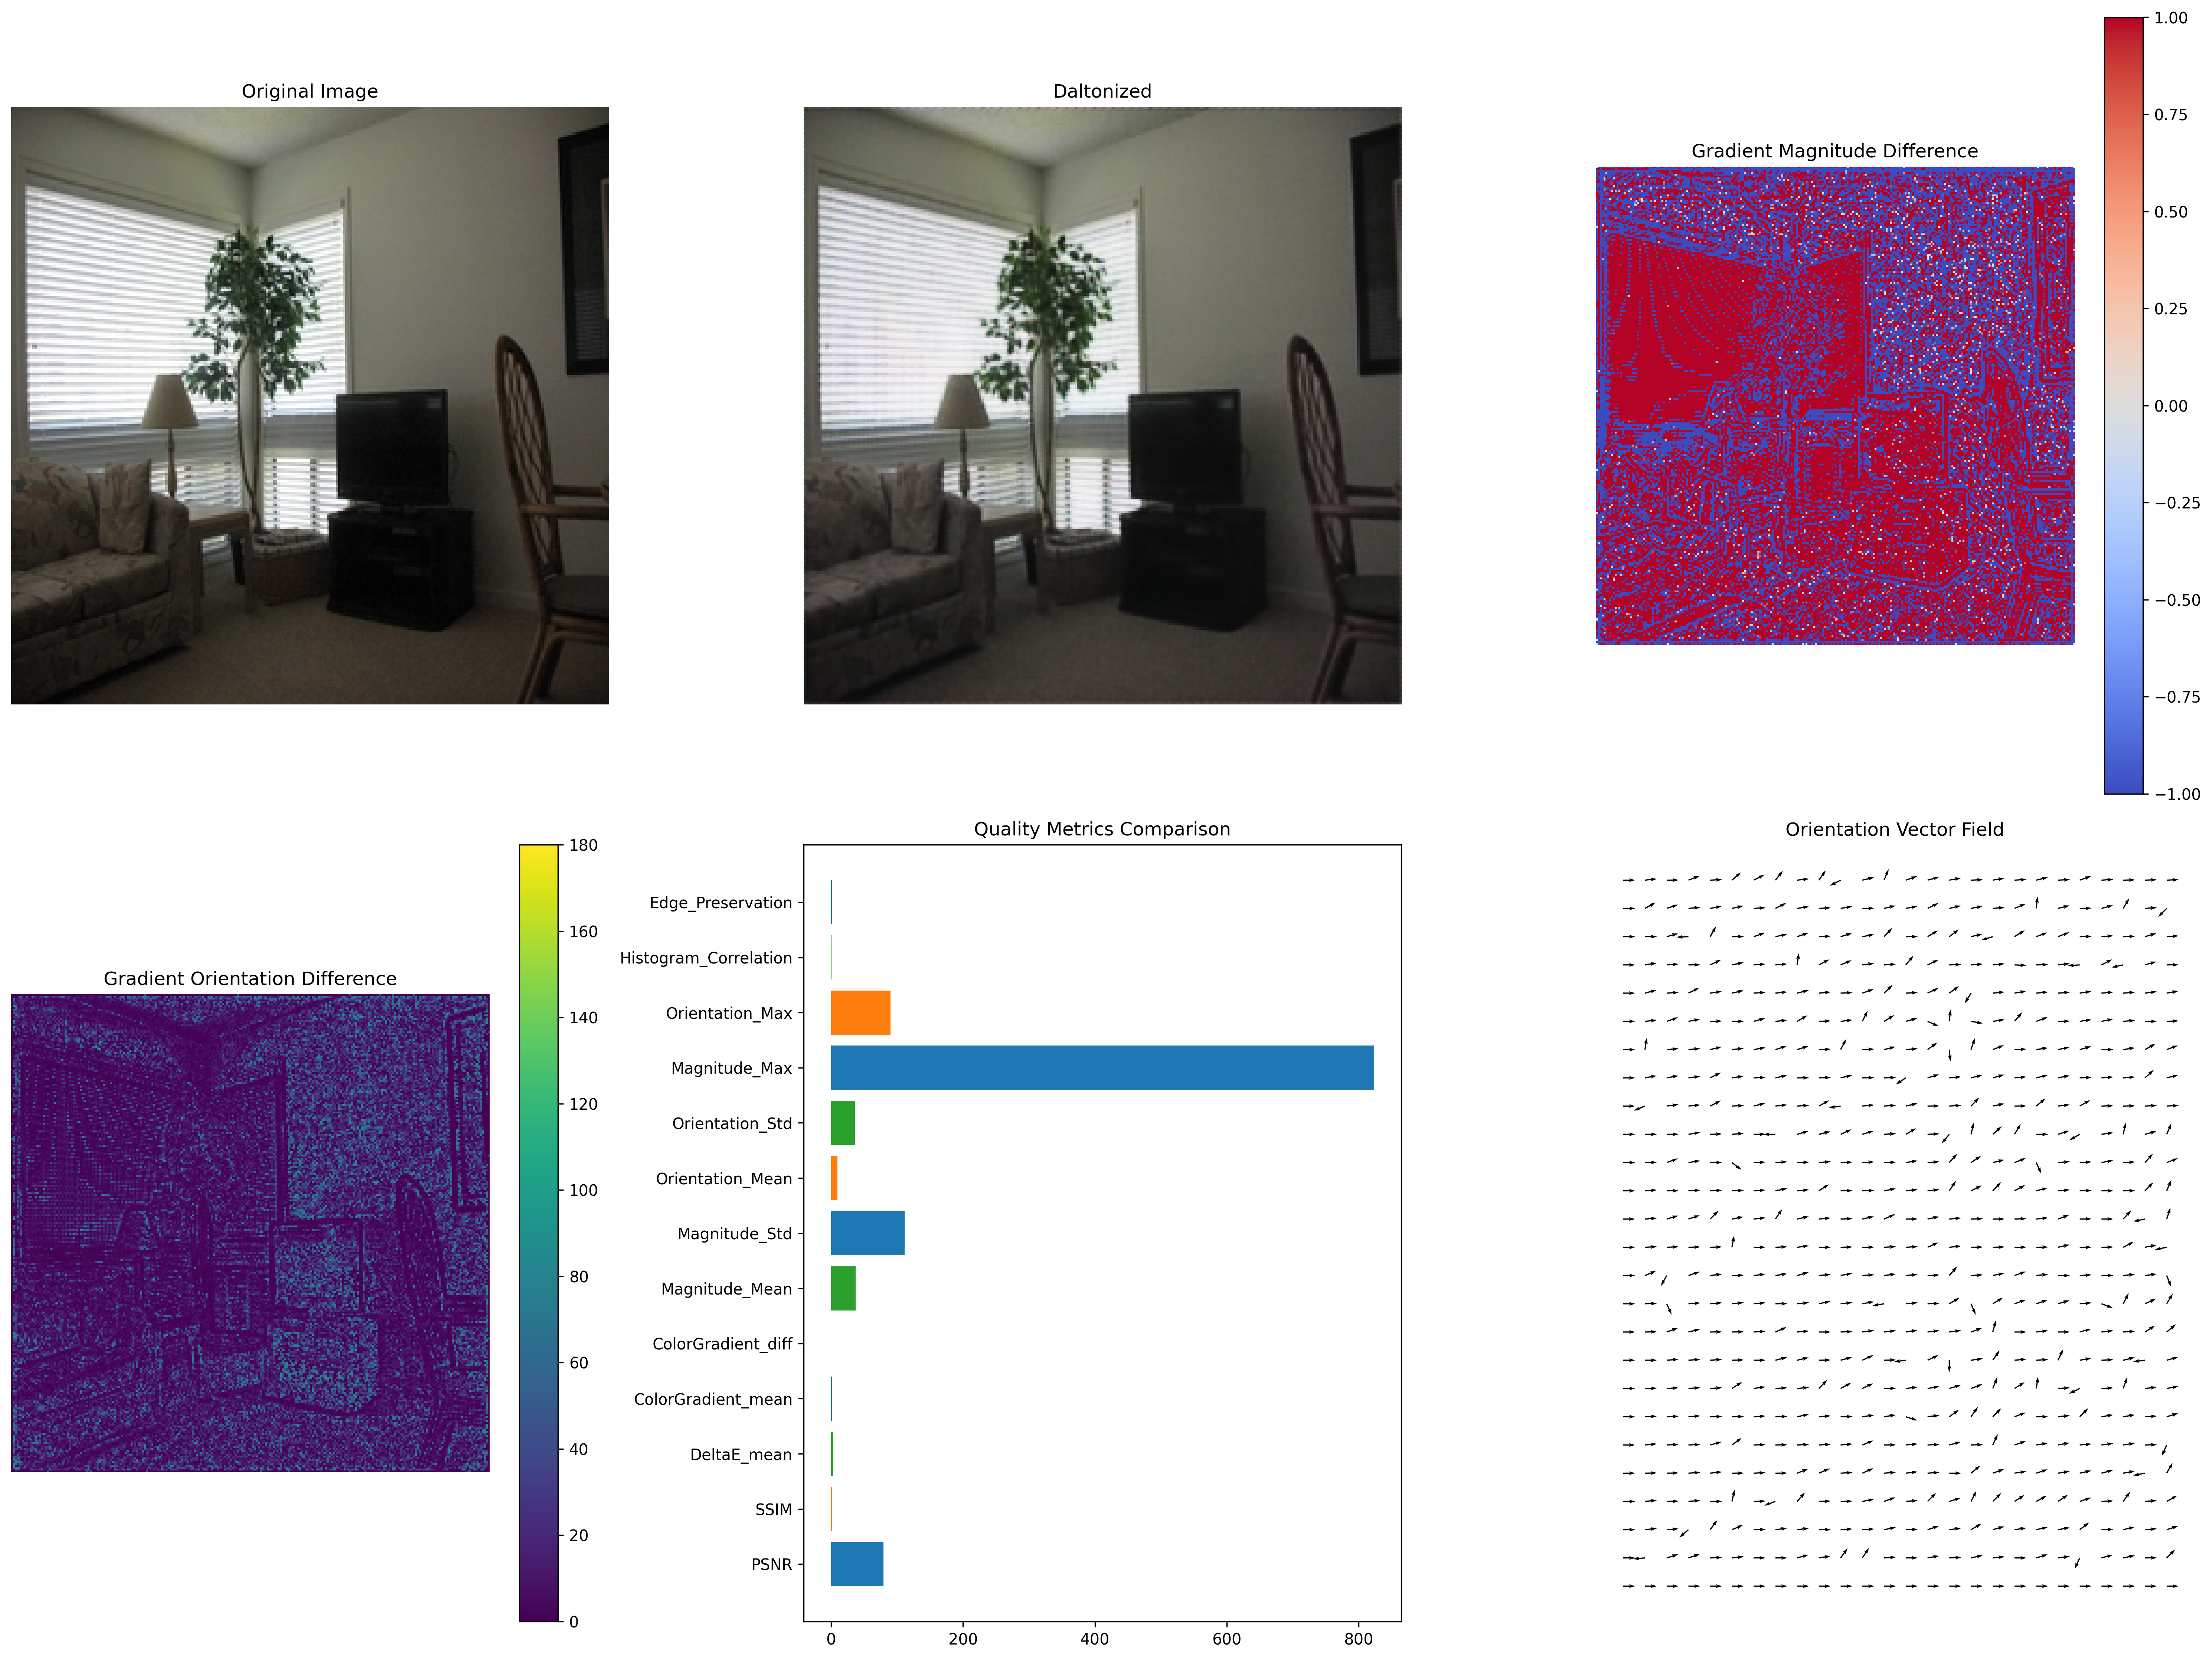 Original Image
Daltonized
Gradient Magnitude Difference
1.00
0.75
0.50
0.25
0.00
−0.25
−0.50
−0.75
−1.00
Gradient Orientation Difference
180
160
140
120
100
80
60
40
20
0
Quality Metrics Comparison
Edge_Preservation
Histogram_Correlation
Orientation_Max
Magnitude_Max
Orientation_Std
Orientation_Mean
Magnitude_Std
Magnitude_Mean
ColorGradient_diff
ColorGradient_mean
DeltaE_mean
SSIM
PSNR
0 200 400 600 800
Orientation Vector Field